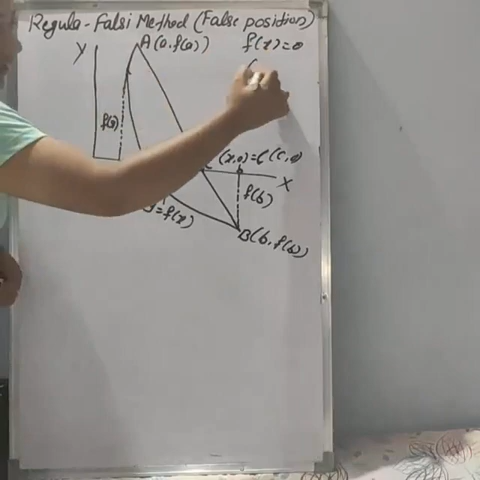 Regula-Falsi Method (False position)
Y A(a,f(a)) f(x)=0
f(a)
(x,0)=C(C,0
X
f(b)
=f(x)
B(b,f(b))